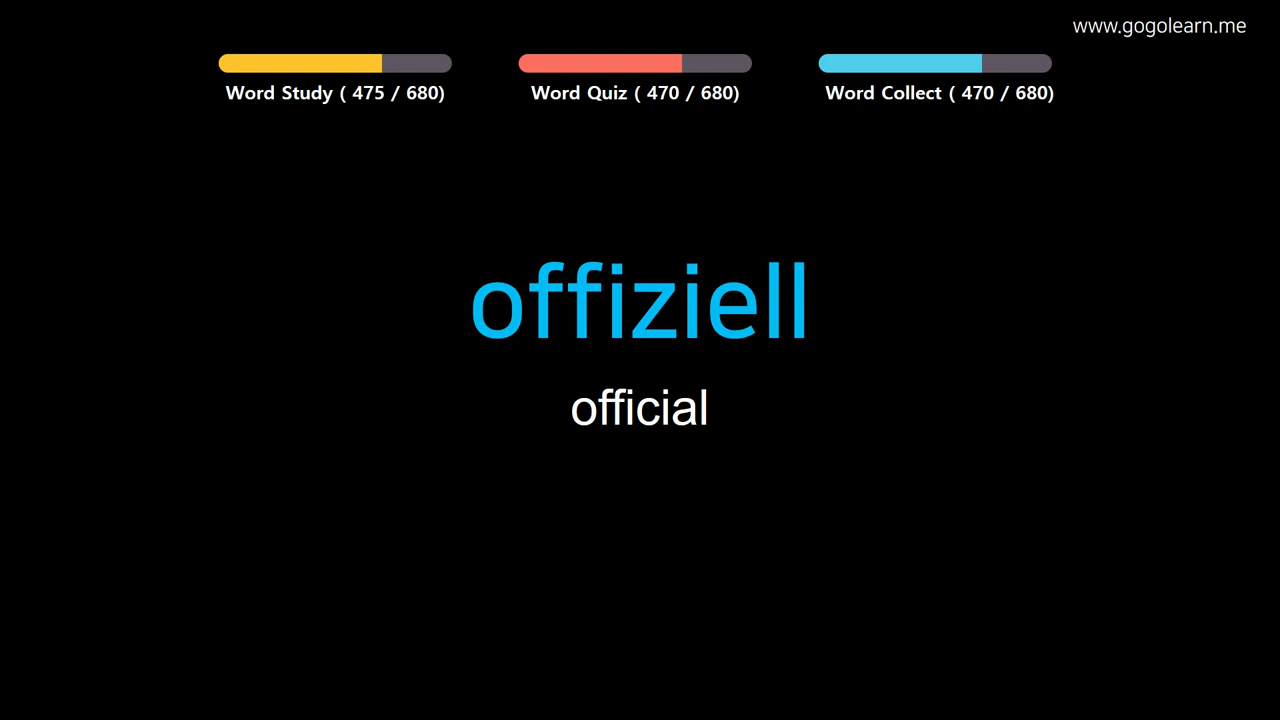 www.gogolearn.me
Word Study ( 475 / 680)
Word Quiz ( 470 / 680)
Word Collect ( 470 / 680)
offiziell
official